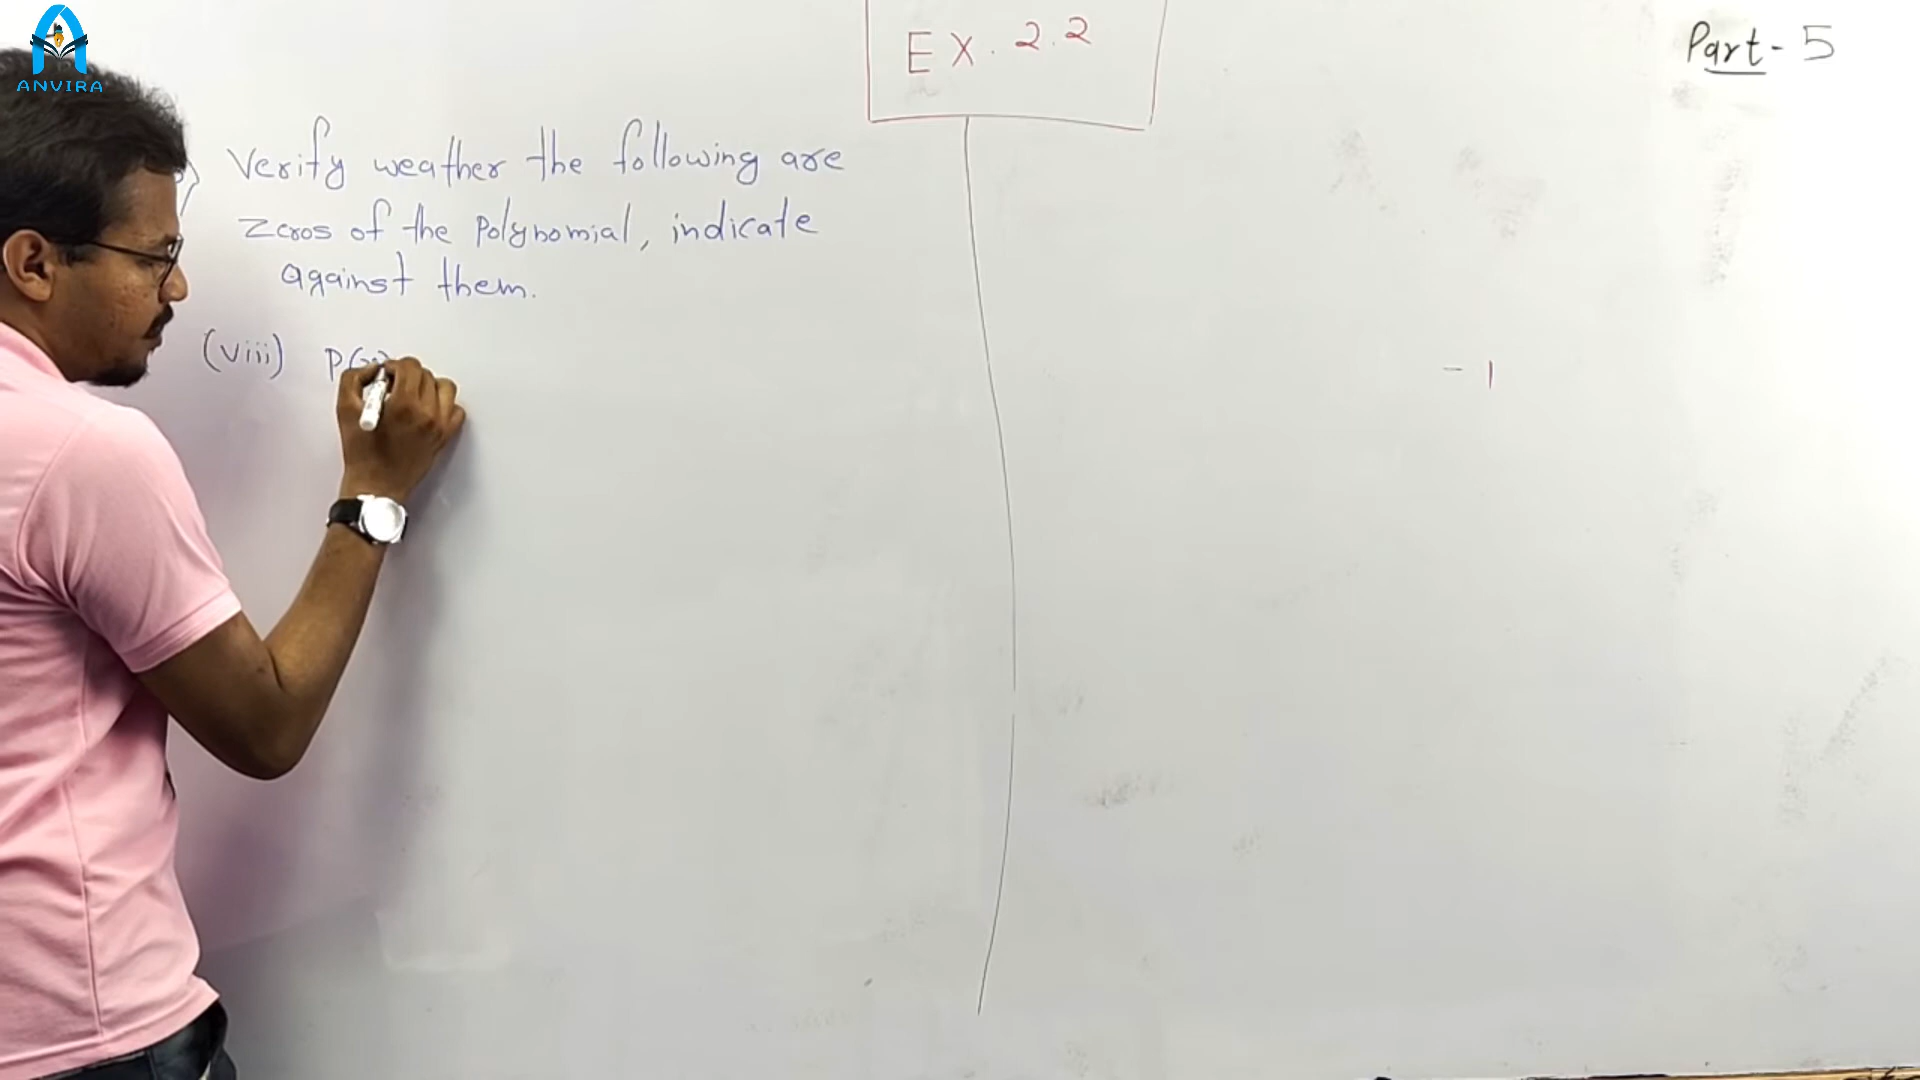 ANVIRA
EX. 2.2
Part - 5
Verify weather the following are
zeros of the Polynomial, indicate
against them.
(viii) P(x)
- 1